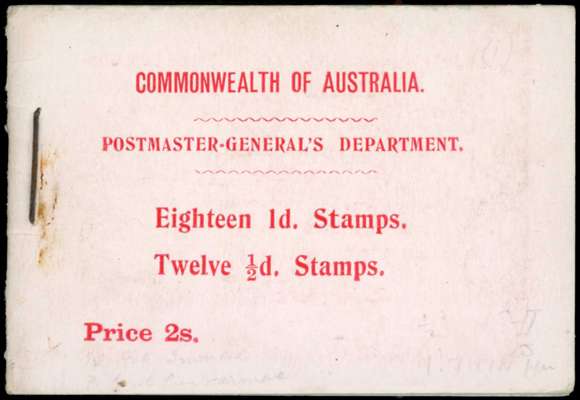 COMMONWEALTH OF AUSTRALIA.
POSTMASTER-GENERAL'S DEPARTMENT.
Eighteen 1d. Stamps.
Twelve ½d. Stamps.
Price 2s.